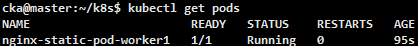 cka@master:~/k8s$ kubectl get pods
NAME READY STATUS RESTARTS AGE
nginx-static-pod-worker1 1/1 Running 0 95s